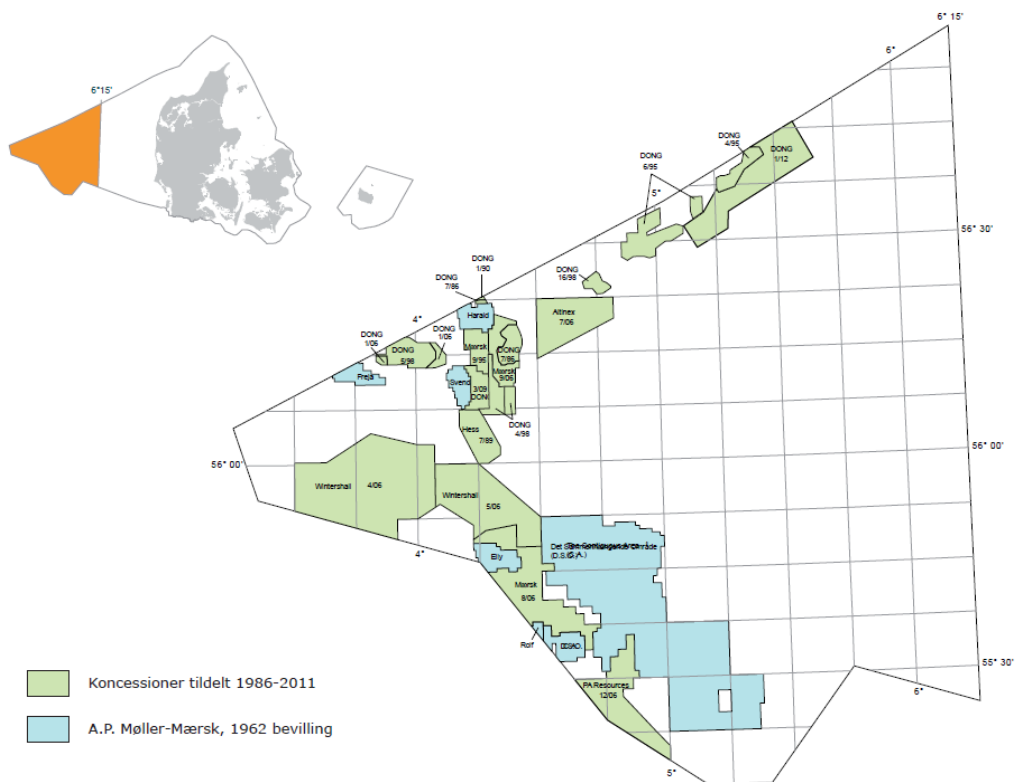 6° 15'
6°
6°15'
DONG
4/95
DONG
1/12
DONG
6/95
5°
56° 30'
DONG
16/98
DONG
1/90
DONG
7/86
Harald
Altinex
7/06
4°
DONG
1/06
DONG
1/06
DONG
5/98
Mærsk
9/95
DONG
7/86
Mærsk
9/06
Freja
Svend
3/09
DONG
DONG
4/98
Hess
7/89
56° 00'
56° 00'
Wintershall 4/06
Wintershall
5/06
4°
Elly
Det
område
(D.S.O.)
Mærsk
8/06
Rolf
D.S.O.
55° 30'
PA Resources
12/06
6°
5°
Koncessioner tildelt 1986-2011
A.P. Møller-Mærsk, 1962 bevilling